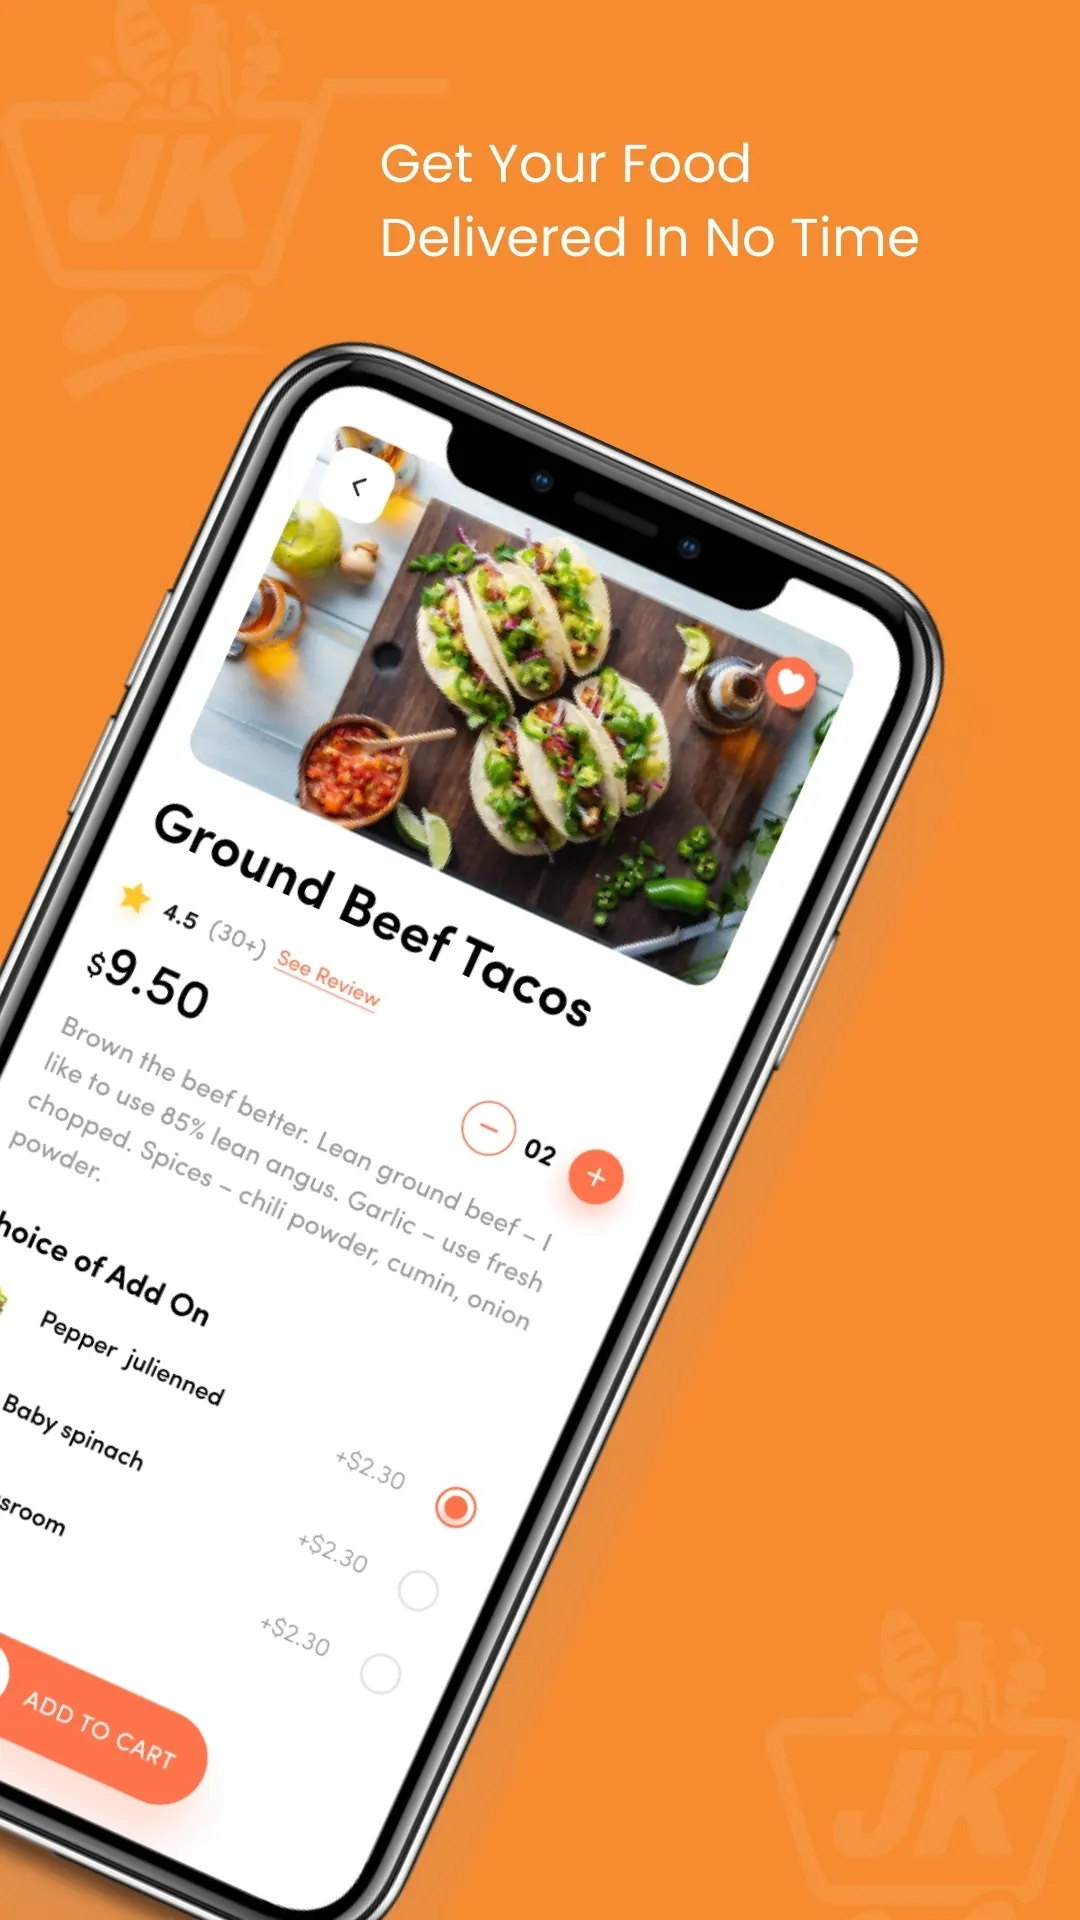 JK
Get Your Food
Delivered In No Time
Ground Beef Tacos
4.5 (30+) See Review
$9.50
02
Brown the beef better. Lean ground beef – I
like to use 85% lean angus. Garlic – use fresh
chopped. Spices – chili powder, cumin, onion
powder.
hoice of Add On
Pepper julienned
+$2.30
Baby spinach
+$2.30
sroom
+$2.30
ADD TO CART
JK